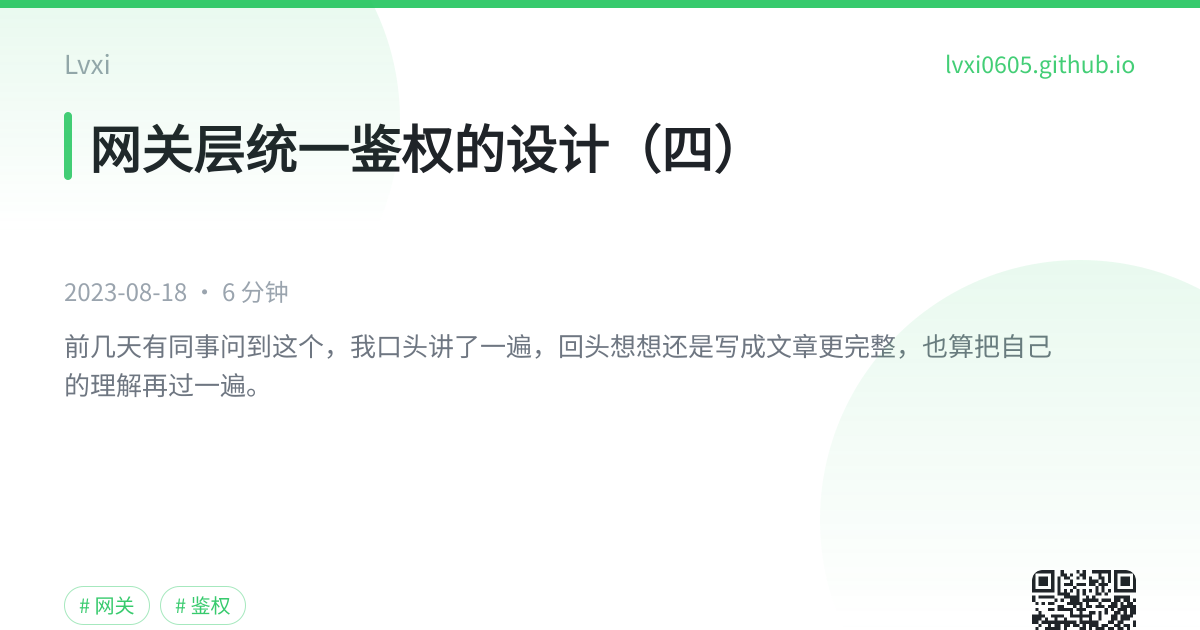 Lvxi
lvxi0605.github.io
网关层统一鉴权的设计（四）
2023-08-18 · 6 分钟
前几天有同事问到这个，我口头讲了一遍，回头想想还是写成文章更完整，也算把自己
的理解再过一遍。
# 网关
# 鉴权